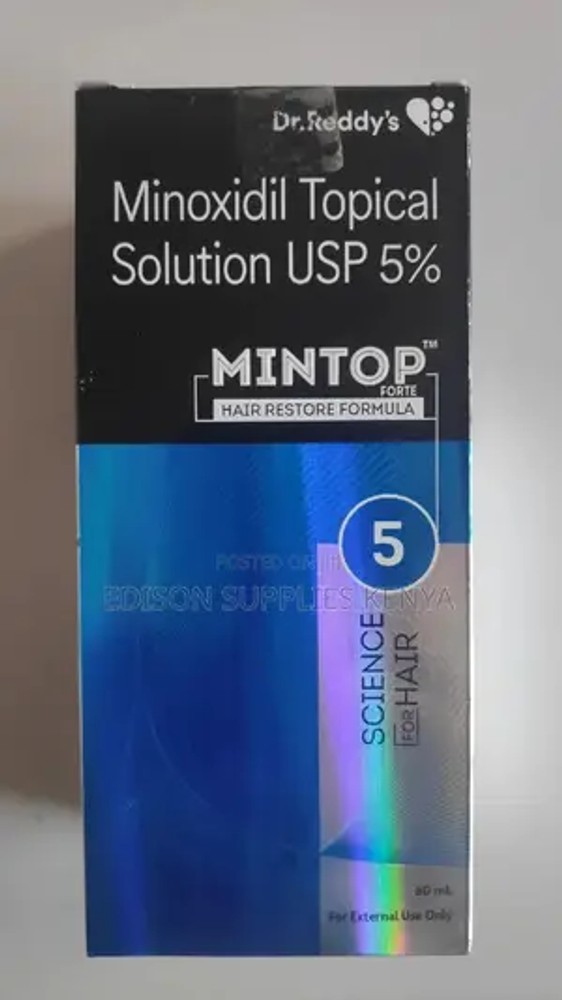 Dr.Reddy's
Minoxidil Topical
Solution USP 5%
MINTOP™
FORTE
HAIR RESTORE FORMULA
5
POSTED ON
EDISON SUPPLIES KENYA
SCIENCE
FOR HAIR
60 mL
For External Use Only